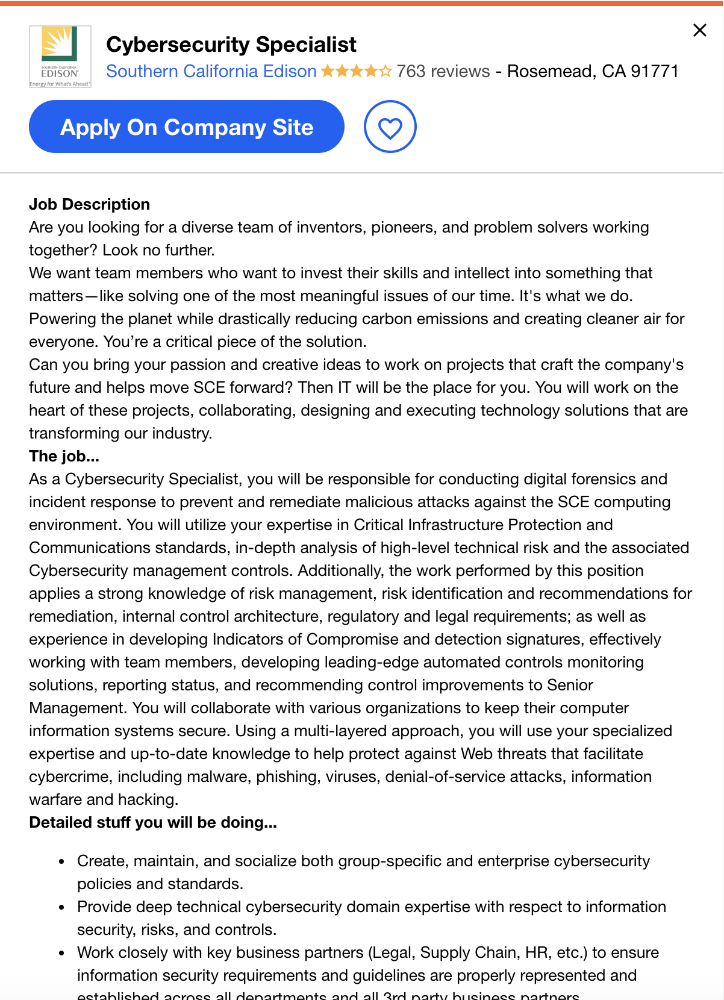 SOUTHERN CALIFORNIA
EDISON®
Energy for What's Ahead®
Cybersecurity Specialist
Southern California Edison 763 reviews - Rosemead, CA 91771
Apply On Company Site
Job Description
Are you looking for a diverse team of inventors, pioneers, and problem solvers working
together? Look no further.
We want team members who want to invest their skills and intellect into something that
matters—like solving one of the most meaningful issues of our time. It's what we do.
Powering the planet while drastically reducing carbon emissions and creating cleaner air for
everyone. You’re a critical piece of the solution.
Can you bring your passion and creative ideas to work on projects that craft the company's
future and helps move SCE forward? Then IT will be the place for you. You will work on the
heart of these projects, collaborating, designing and executing technology solutions that are
transforming our industry.
The job...
As a Cybersecurity Specialist, you will be responsible for conducting digital forensics and
incident response to prevent and remediate malicious attacks against the SCE computing
environment. You will utilize your expertise in Critical Infrastructure Protection and
Communications standards, in-depth analysis of high-level technical risk and the associated
Cybersecurity management controls. Additionally, the work performed by this position
applies a strong knowledge of risk management, risk identification and recommendations for
remediation, internal control architecture, regulatory and legal requirements; as well as
experience in developing Indicators of Compromise and detection signatures, effectively
working with team members, developing leading-edge automated controls monitoring
solutions, reporting status, and recommending control improvements to Senior
Management. You will collaborate with various organizations to keep their computer
information systems secure. Using a multi-layered approach, you will use your specialized
expertise and up-to-date knowledge to help protect against Web threats that facilitate
cybercrime, including malware, phishing, viruses, denial-of-service attacks, information
warfare and hacking.
Detailed stuff you will be doing...
• Create, maintain, and socialize both group-specific and enterprise cybersecurity
policies and standards.
• Provide deep technical cybersecurity domain expertise with respect to information
security, risks, and controls.
• Work closely with key business partners (Legal, Supply Chain, HR, etc.) to ensure
information security requirements and guidelines are properly represented and
established across all departments and all 3rd party business partners.